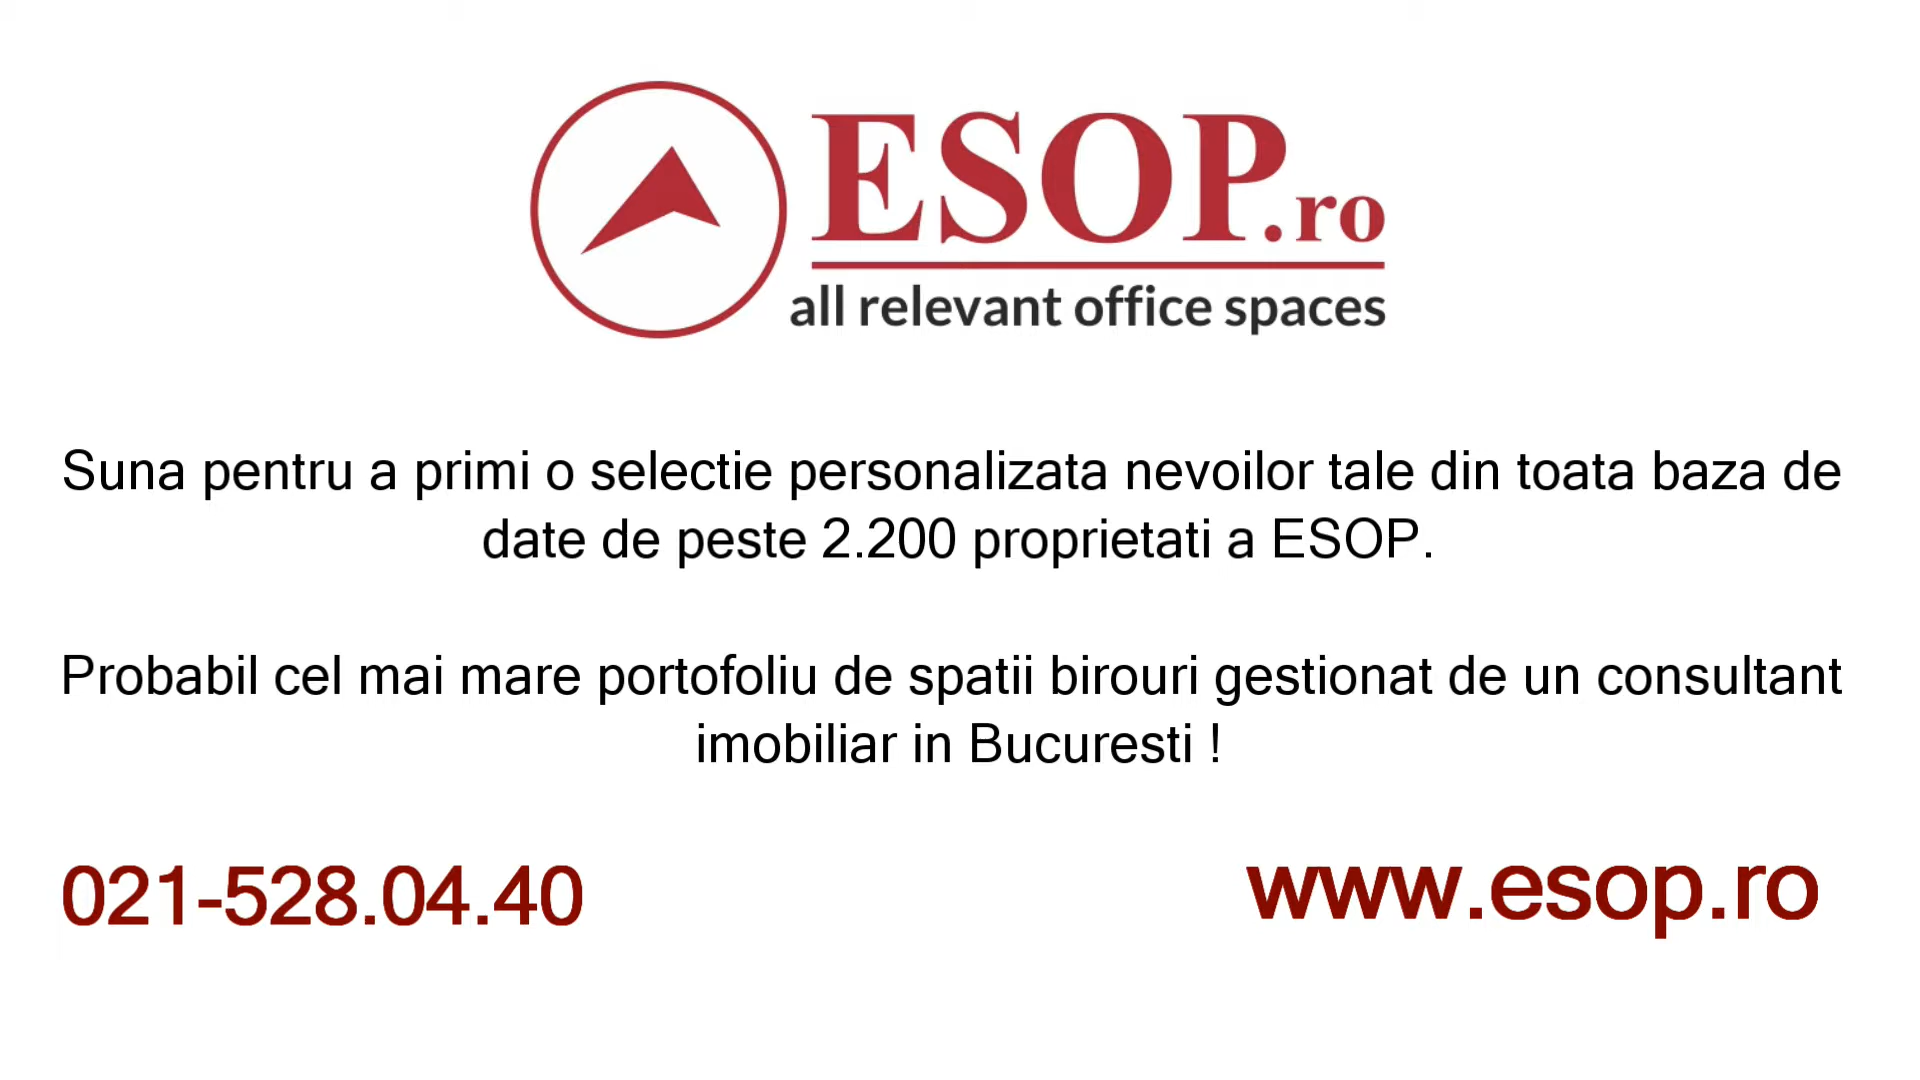 ESOP.ro
all relevant office spaces
Suna pentru a primi o selectie personalizata nevoilor tale din toata baza de
date de peste 2.200 proprietati a ESOP.
Probabil cel mai mare portofoliu de spatii birouri gestionat de un consultant
imobiliar in Bucuresti !
021-528.04.40
www.esop.ro